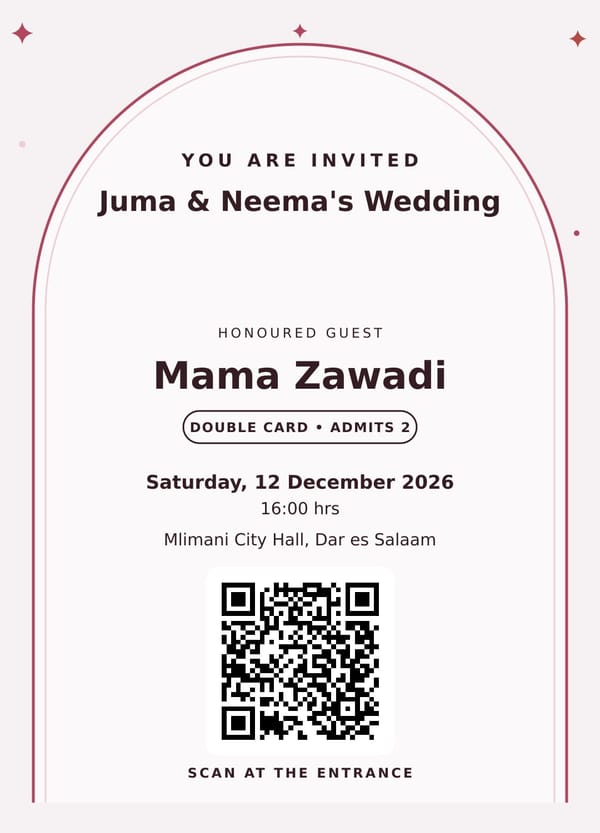 YOU ARE INVITED
Juma & Neema's Wedding
HONOURED GUEST
Mama Zawadi
DOUBLE CARD • ADMITS 2
Saturday, 12 December 2026
16:00 hrs
Mlimani City Hall, Dar es Salaam
SCAN AT THE ENTRANCE